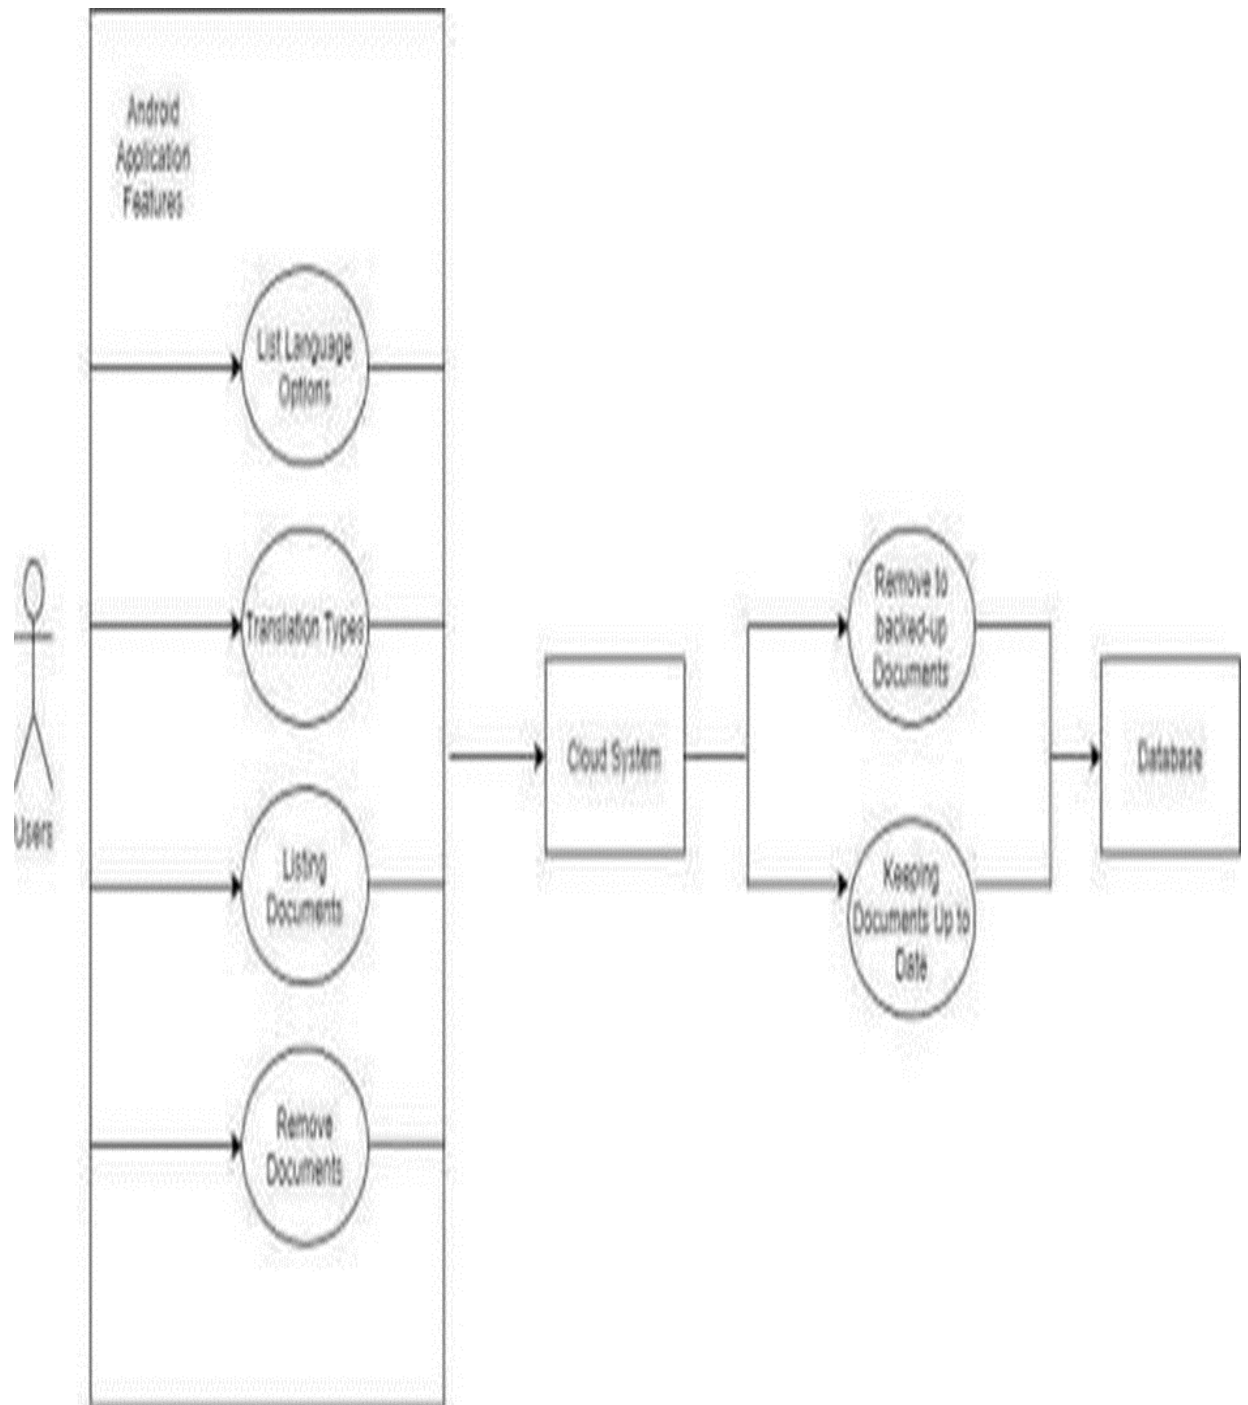 Android
Application
Features
List Language
Options
Translation Types
Listing
Documents
Remove
Documents
Users
Cloud System
Remove to
backed-up
Documents
Keeping
Documents Up to
Date
Database